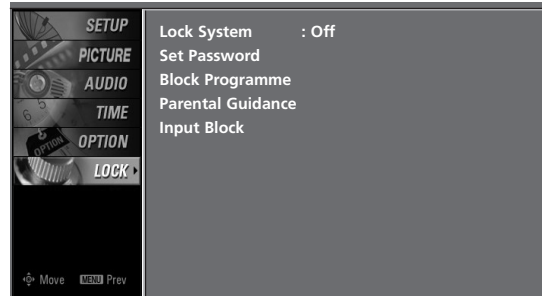 SETUP
PICTURE
AUDIO
TIME
OPTION
LOCK
Move MENU Prev
Lock System : Off
Set Password
Block Programme
Parental Guidance
Input Block